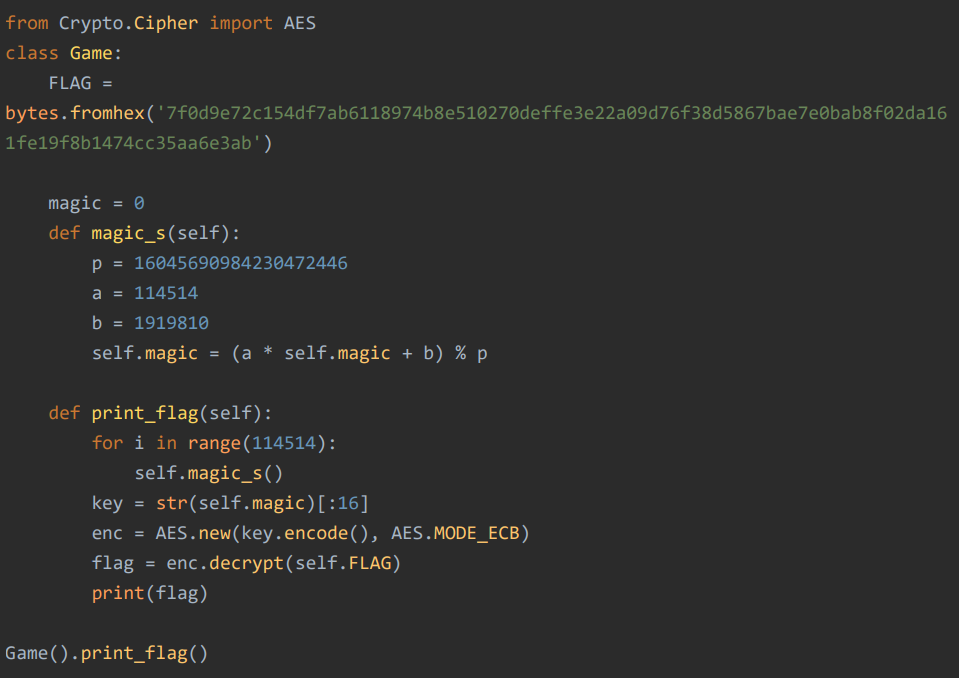 from Crypto.Cipher import AES
class Game:
    FLAG =
bytes.fromhex('7f0d9e72c154df7ab6118974b8e510270deffe3e22a09d76f38d5867bae7e0bab8f02da16
1fe19f8b1474cc35aa6e3ab')

    magic = 0
    def magic_s(self):
        p = 16045690984230472446
        a = 114514
        b = 1919810
        self.magic = (a * self.magic + b) % p

    def print_flag(self):
        for i in range(114514):
            self.magic_s()
        key = str(self.magic)[:16]
        enc = AES.new(key.encode(), AES.MODE_ECB)
        flag = enc.decrypt(self.FLAG)
        print(flag)

Game().print_flag()